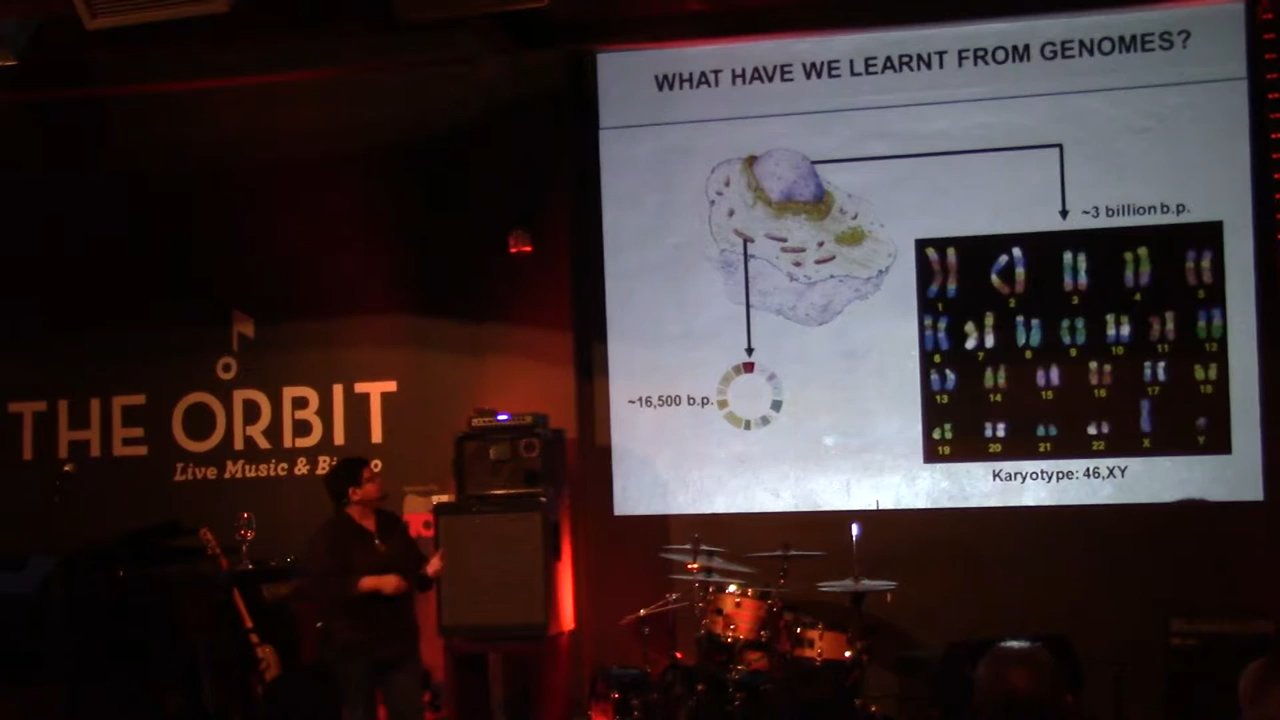 WHAT HAVE WE LEARNT FROM GENOMES?
~3 billion b.p.
1 2 3 4 5
6 7 8 9 10 11 12
13 14 15 16 17 18
19 20 21 22 X Y
~16,500 b.p.
Karyotype: 46,XY
THE ORBIT
Live Music &